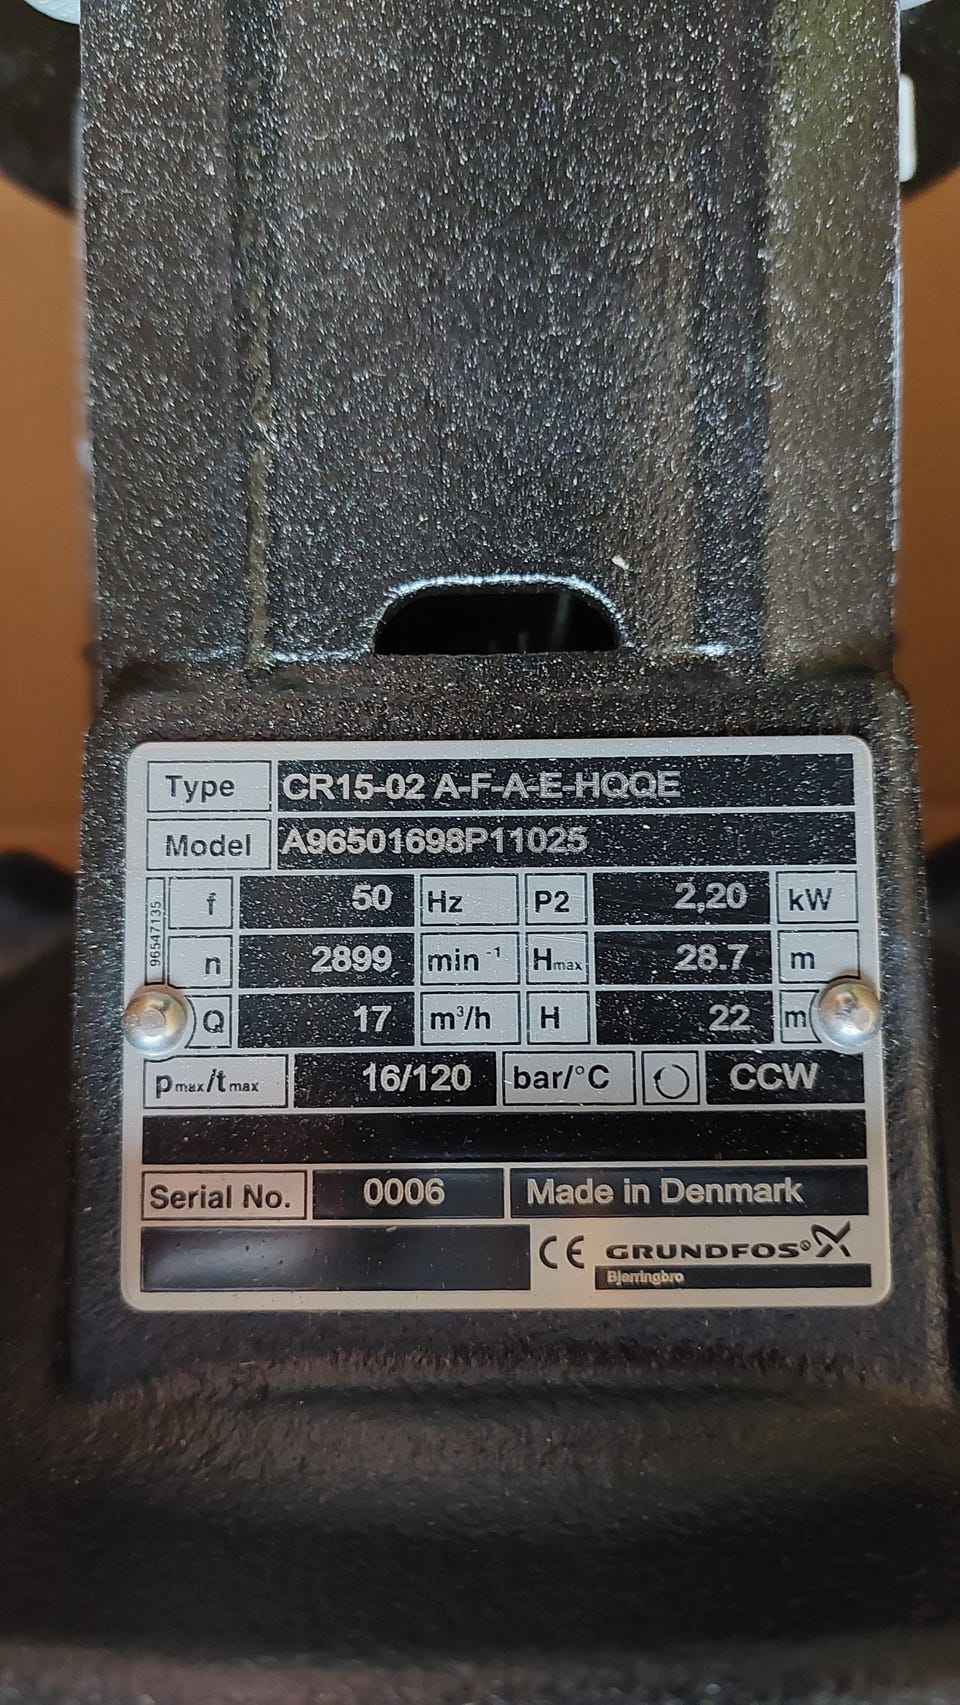 Type CR15-02 A-F-A-E-HQQE
Model A96501698P11025
96547135
f 50 Hz P2 2,20 kW
n 2899 min⁻¹ Hmax 28.7 m
Q 17 m³/h H 22 m
pmax/tmax 16/120 bar/°C CCW
Serial No. 0006 Made in Denmark
CE GRUNDFOS®
Bjerringbro